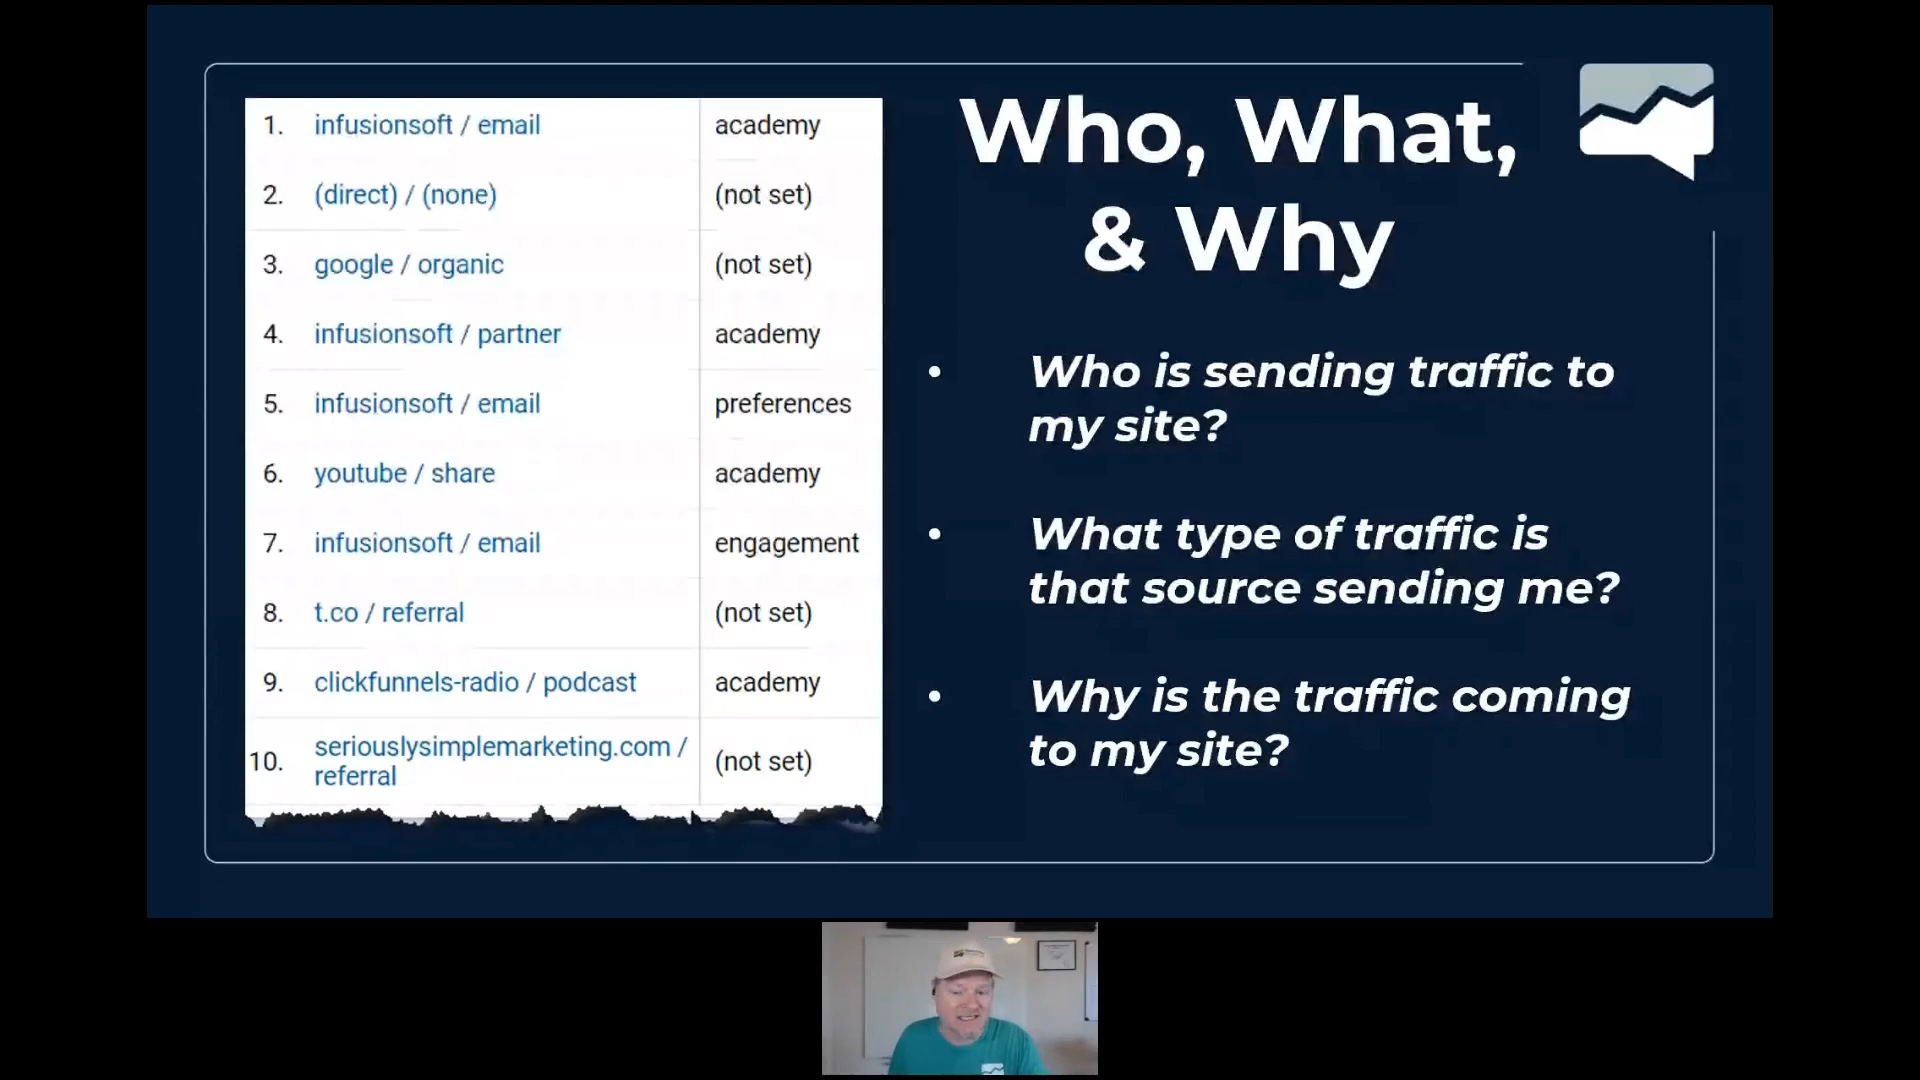 1. infusionsoft / email academy
2. (direct) / (none) (not set)
3. google / organic (not set)
4. infusionsoft / partner academy
5. infusionsoft / email preferences
6. youtube / share academy
7. infusionsoft / email engagement
8. t.co / referral (not set)
9. clickfunnels-radio / podcast academy
10. seriouslysimplemarketing.com / (not set)
referral
Who, What,
& Why
• Who is sending traffic to
my site?
• What type of traffic is
that source sending me?
• Why is the traffic coming
to my site?